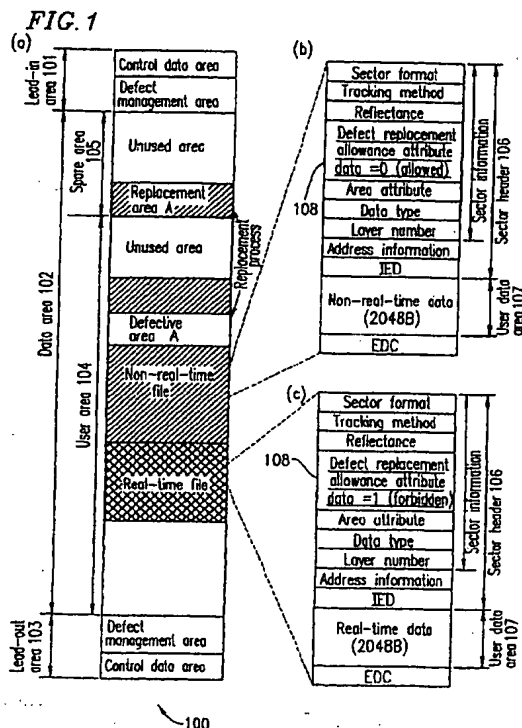 FIG. 1
(a)
Lead-in
area 101
Control data area
Defect
management area
Data area 102
Spare area
105
Unused area
Replacement
area A
User area 104
Unused area
Replacement
process
Defective
area A
Non-real-time
file
Real-time file
Lead-out
area 103
Defect
management area
Control data area
100
(b)
Sector format
Tracking method
Reflectance
Defect replacement
allowance attribute
data =0 (allowed)
108
Area attribute
Data type
Layer number
Address information
IED
Non-real-time data
(2048B)
EDC
Sector information
Sector header 106
User data
area 107
(c)
Sector format
Tracking method
Reflectance
108
Defect replacement
allowance attribute
data =1 (forbidden)
Area attribute
Data type
Layer number
Address information
IED
Real-time data
(2048B)
EDC
Sector information
Sector header 106
User data
area 107